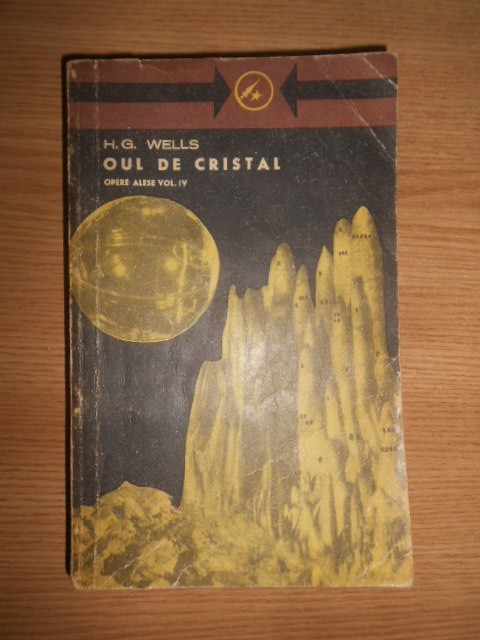 H.G. WELLS
OUL DE CRISTAL
OPERE ALESE VOL. IV